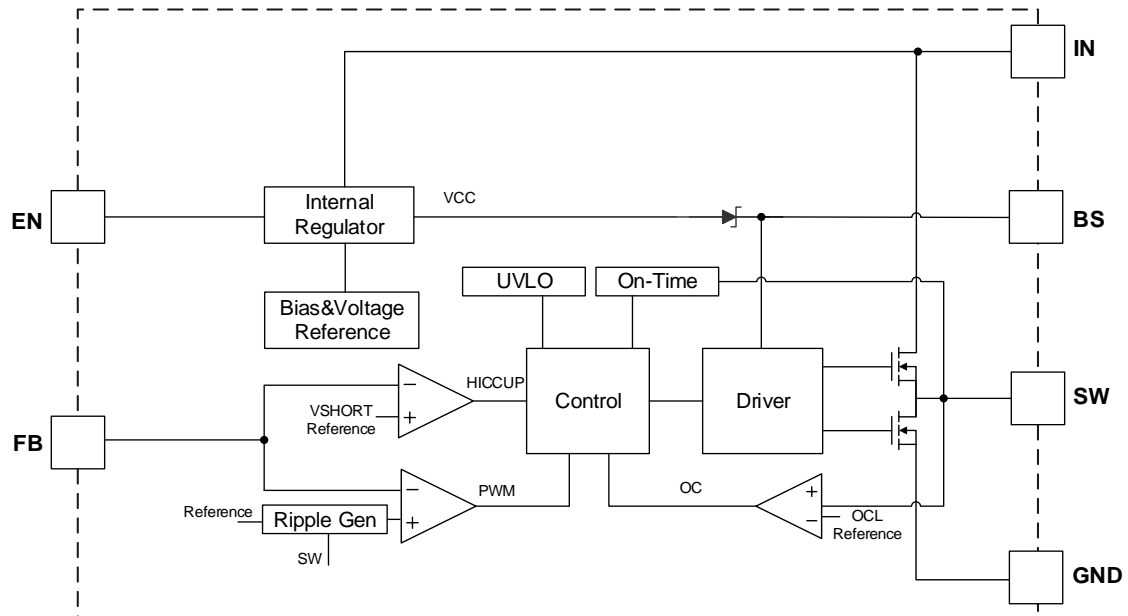 IN
EN
Internal
Regulator
VCC
BS
UVLO
On-Time
Bias&Voltage
Reference
HICCUP
VSHORT
Reference
Control
Driver
SW
FB
PWM
OC
Reference
Ripple Gen
SW
OCL
Reference
GND